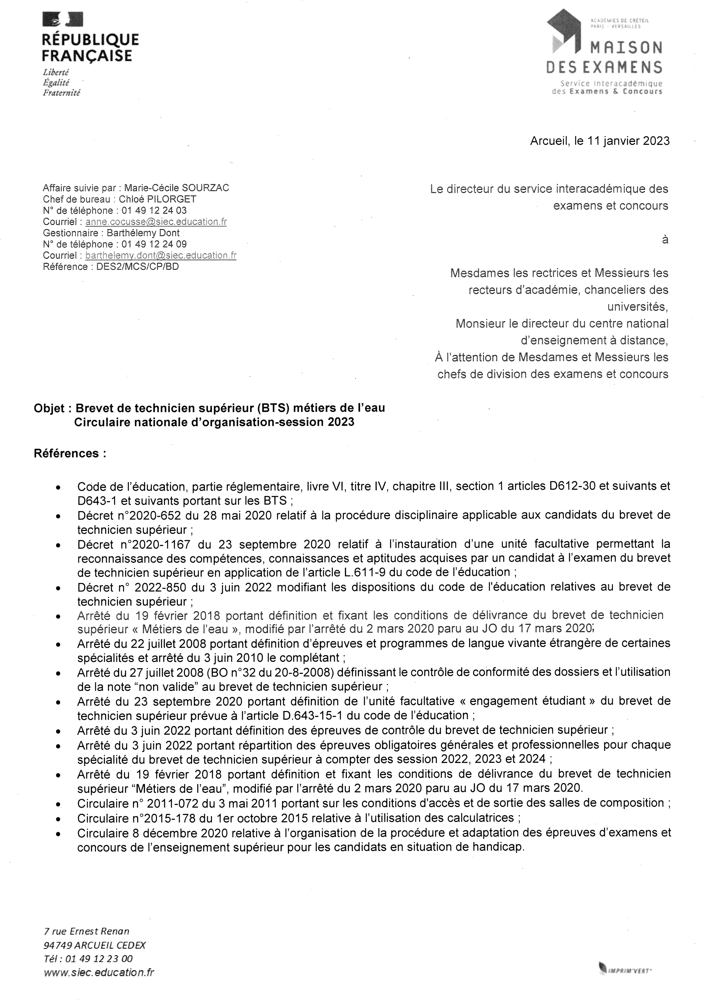 RÉPUBLIQUE
FRANÇAISE
Liberté
Égalité
Fraternité
ACADÉMIES DE CRÉTEIL
PARIS - VERSAILLES
MAISON
DES EXAMENS
Service Interacadémique
des Examens & Concours
Arcueil, le 11 janvier 2023
Affaire suivie par : Marie-Cécile SOURZAC
Chef de bureau : Chloé PILORGET
N° de téléphone : 01 49 12 24 03
Courriel : anne.cocusse@siec.education.fr
Gestionnaire : Barthélemy Dont
N° de téléphone : 01 49 12 24 09
Courriel : barthelemy.dont@siec.education.fr
Référence : DES2/MCS/CP/BD
Le directeur du service interacadémique des
examens et concours
à
Mesdames les rectrices et Messieurs les
recteurs d'académie, chanceliers des
universités,
Monsieur le directeur du centre national
d'enseignement à distance,
À l'attention de Mesdames et Messieurs les
chefs de division des examens et concours
Objet : Brevet de technicien supérieur (BTS) métiers de l'eau
Circulaire nationale d'organisation-session 2023
Références :
• Code de l'éducation, partie réglementaire, livre VI, titre IV, chapitre III, section 1 articles D612-30 et suivants et
D643-1 et suivants portant sur les BTS ;
• Décret n°2020-652 du 28 mai 2020 relatif à la procédure disciplinaire applicable aux candidats du brevet de
technicien supérieur ;
• Décret n°2020-1167 du 23 septembre 2020 relatif à l'instauration d'une unité facultative permettant la
reconnaissance des compétences, connaissances et aptitudes acquises par un candidat à l'examen du brevet
de technicien supérieur en application de l'article L.611-9 du code de l'éducation ;
• Décret n° 2022-850 du 3 juin 2022 modifiant les dispositions du code de l'éducation relatives au brevet de
technicien supérieur ;
• Arrêté du 19 février 2018 portant définition et fixant les conditions de délivrance du brevet de technicien
supérieur « Métiers de l'eau », modifié par l'arrêté du 2 mars 2020 paru au JO du 17 mars 2020;
• Arrêté du 22 juillet 2008 portant définition d'épreuves et programmes de langue vivante étrangère de certaines
spécialités et arrêté du 3 juin 2010 le complétant ;
• Arrêté du 27 juillet 2008 (BO n°32 du 20-8-2008) définissant le contrôle de conformité des dossiers et l'utilisation
de la note “non valide” au brevet de technicien supérieur ;
• Arrêté du 23 septembre 2020 portant définition de l'unité facultative « engagement étudiant » du brevet de
technicien supérieur prévue à l'article D.643-15-1 du code de l'éducation ;
• Arrêté du 3 juin 2022 portant définition des épreuves de contrôle du brevet de technicien supérieur ;
• Arrêté du 3 juin 2022 portant répartition des épreuves obligatoires générales et professionnelles pour chaque
spécialité du brevet de technicien supérieur à compter des session 2022, 2023 et 2024 ;
• Arrêté du 19 février 2018 portant définition et fixant les conditions de délivrance du brevet de technicien
supérieur “Métiers de l'eau”, modifié par l'arrêté du 2 mars 2020 paru au JO du 17 mars 2020.
• Circulaire n° 2011-072 du 3 mai 2011 portant sur les conditions d'accès et de sortie des salles de composition ;
• Circulaire n°2015-178 du 1er octobre 2015 relative à l'utilisation des calculatrices ;
• Circulaire 8 décembre 2020 relative à l'organisation de la procédure et adaptation des épreuves d'examens et
concours de l'enseignement supérieur pour les candidats en situation de handicap.
7 rue Ernest Renan
94749 ARCUEIL CEDEX
Tél : 01 49 12 23 00
www.siec.education.fr
IMPRIM'VERT